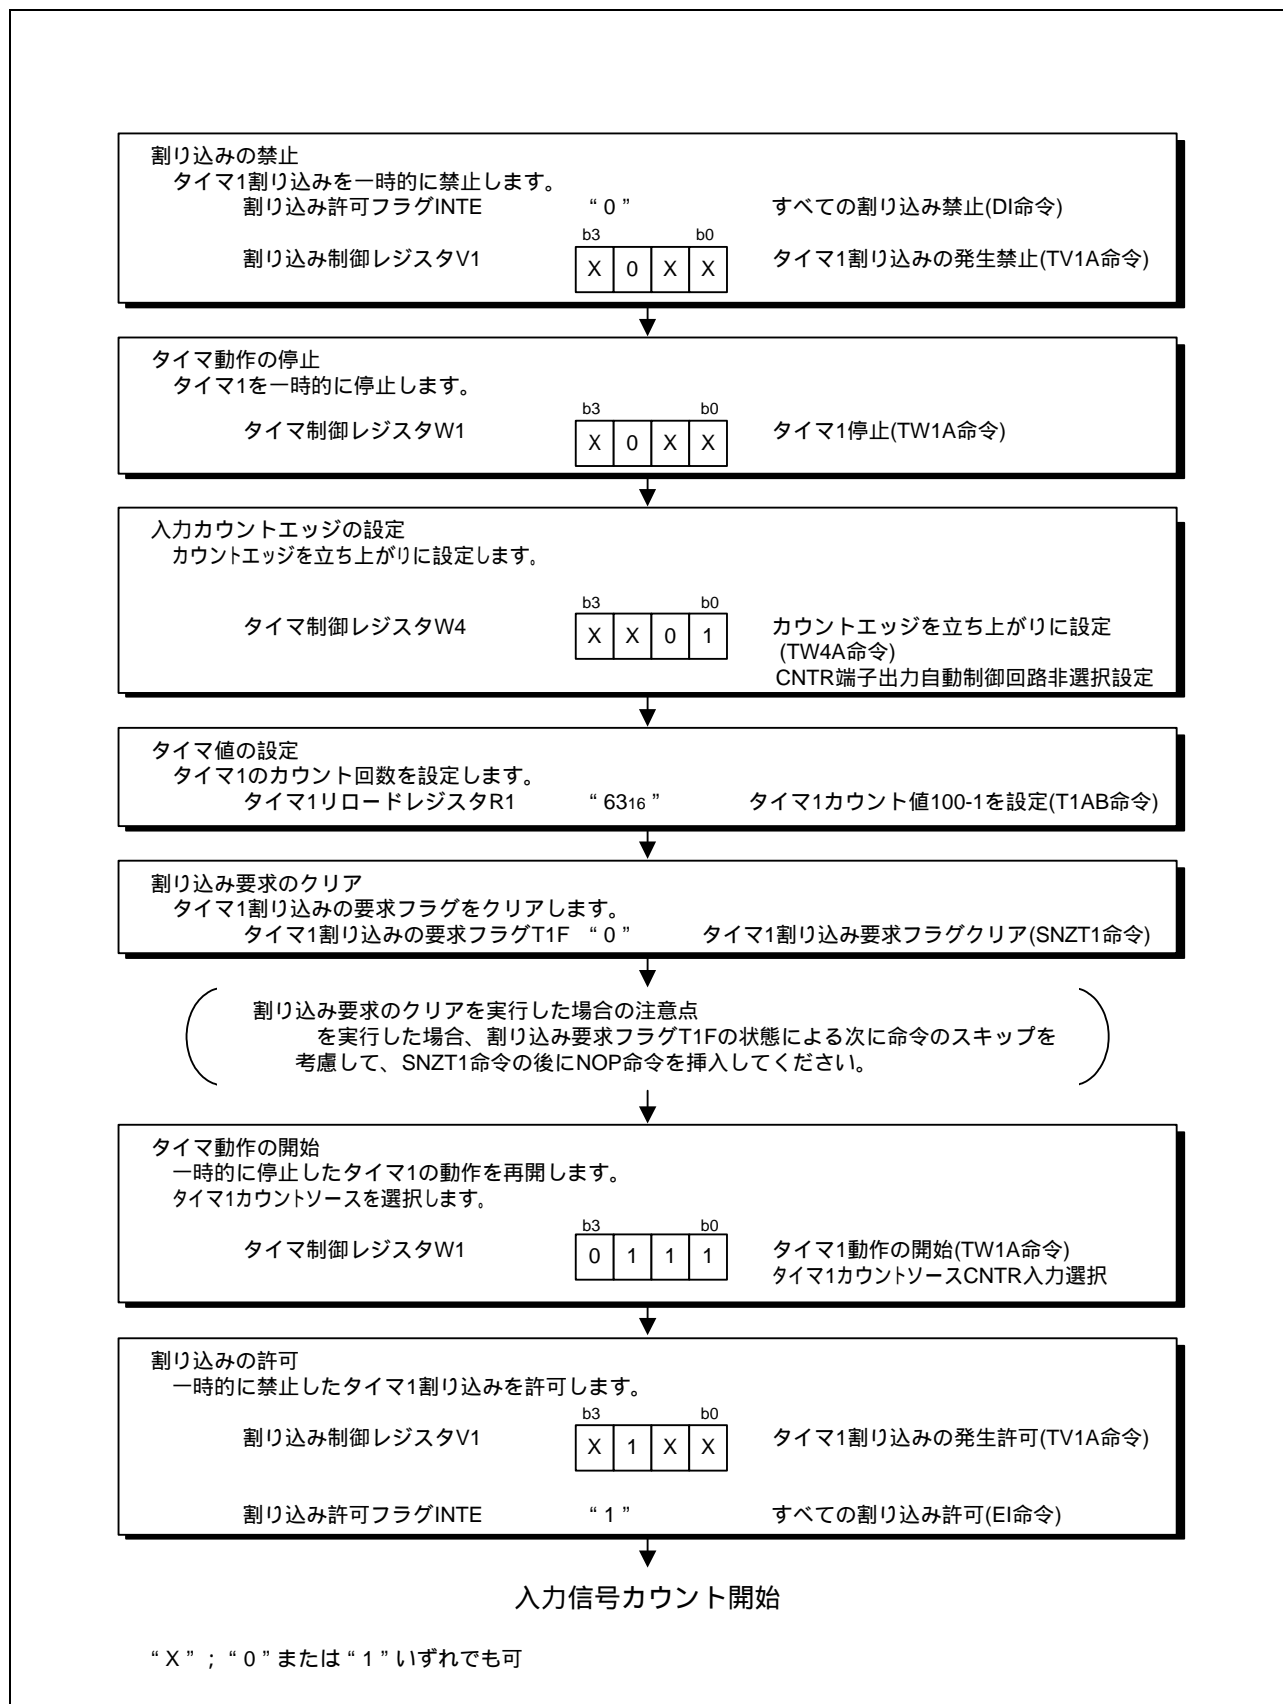 割り込みの禁止
タイマ1割り込みを一時的に禁止します。
割り込み許可フラグINTE “ 0 ” すべての割り込み禁止(DI命令)
b3 b0
割り込み制御レジスタV1 X 0 X X タイマ1割り込みの発生禁止(TV1A命令)
タイマ動作の停止
タイマ1を一時的に停止します。
b3 b0
タイマ制御レジスタW1 X 0 X X タイマ1停止(TW1A命令)
入力カウントエッジの設定
カウントエッジを立ち上がりに設定します。
b3 b0
タイマ制御レジスタW4 X X 0 1 カウントエッジを立ち上がりに設定
(TW4A命令)
CNTR端子出力自動制御回路非選択設定
タイマ値の設定
タイマ1のカウント回数を設定します。
タイマ1リロードレジスタR1 “ 6316 ” タイマ1カウント値100-1を設定(T1AB命令)
割り込み要求のクリア
タイマ1割り込みの要求フラグをクリアします。
タイマ1割り込みの要求フラグT1F “ 0 ” タイマ1割り込み要求フラグクリア(SNZT1命令)
割り込み要求のクリアを実行した場合の注意点
を実行した場合、割り込み要求フラグT1Fの状態による次に命令のスキップを
考慮して、SNZT1命令の後にNOP命令を挿入してください。
タイマ動作の開始
一時的に停止したタイマ1の動作を再開します。
タイマ1カウントソースを選択します。
b3 b0
タイマ制御レジスタW1 0 1 1 1 タイマ1動作の開始(TW1A命令)
タイマ1カウントソースCNTR入力選択
割り込みの許可
一時的に禁止したタイマ1割り込みを許可します。
b3 b0
割り込み制御レジスタV1 X 1 X X タイマ1割り込みの発生許可(TV1A命令)
割り込み許可フラグINTE “ 1 ” すべての割り込み許可(EI命令)
入力信号カウント開始
“ X ” ; “ 0 ” または “ 1 ” いずれでも可